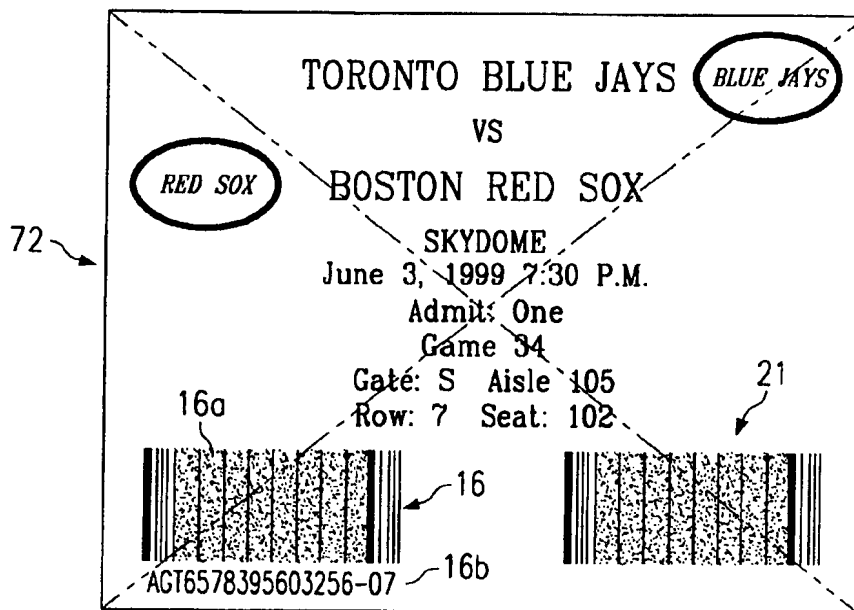 TORONTO BLUE JAYS
BLUE JAYS
VS
RED SOX
BOSTON RED SOX
72
SKYDOME
June 3, 1999 7:30 P.M.
Admit: One
Game 34
Gate: S Aisle 105
Row: 7 Seat: 102
16a
21
16
AGT6578395603256-07
16b